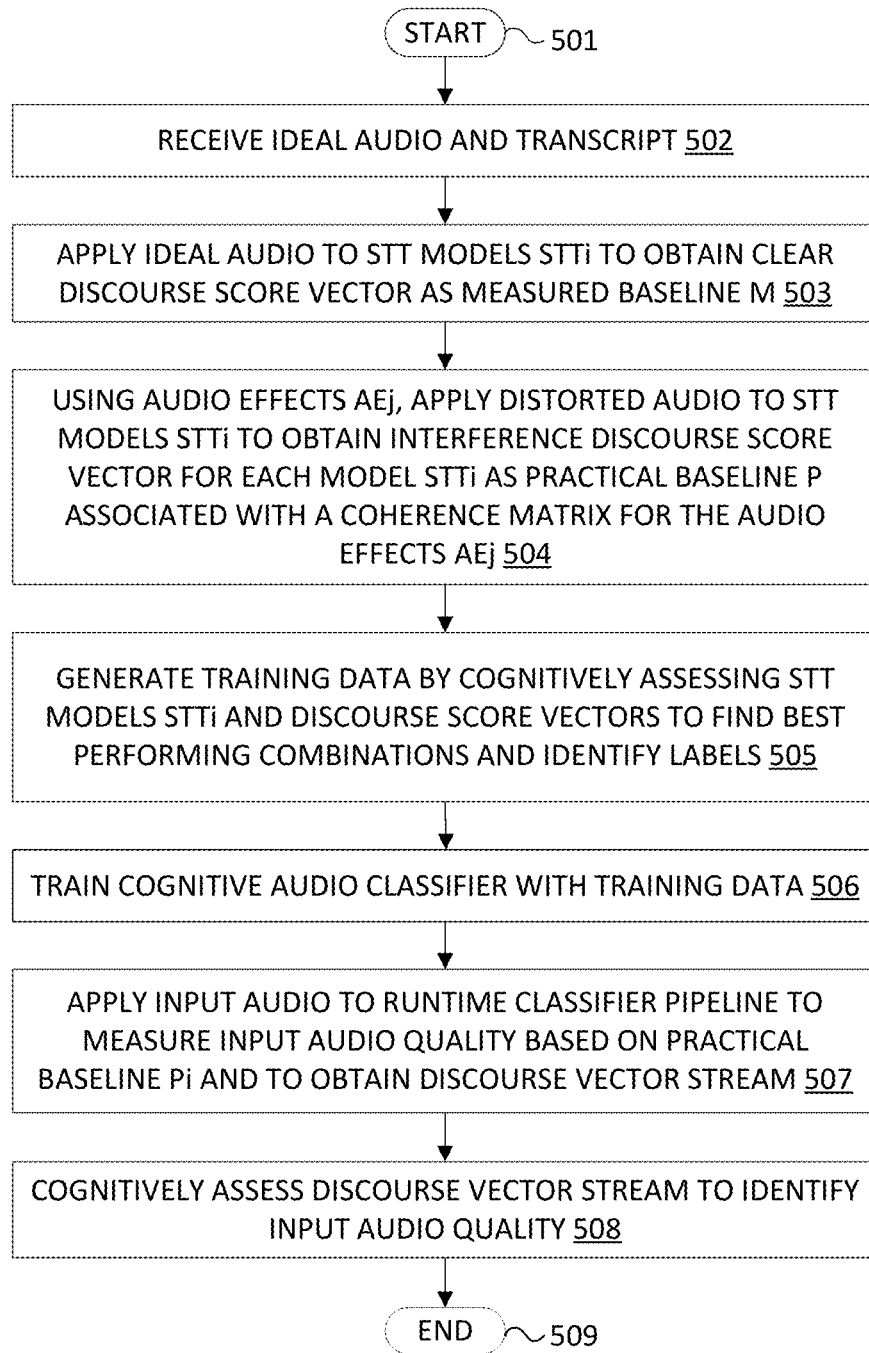 START 501
RECEIVE IDEAL AUDIO AND TRANSCRIPT 502
APPLY IDEAL AUDIO TO STT MODELS STTi TO OBTAIN CLEAR
DISCOURSE SCORE VECTOR AS MEASURED BASELINE M 503
USING AUDIO EFFECTS AEj, APPLY DISTORTED AUDIO TO STT
MODELS STTi TO OBTAIN INTERFERENCE DISCOURSE SCORE
VECTOR FOR EACH MODEL STTi AS PRACTICAL BASELINE P
ASSOCIATED WITH A COHERENCE MATRIX FOR THE AUDIO
EFFECTS AEj 504
GENERATE TRAINING DATA BY COGNITIVELY ASSESSING STT
MODELS STTi AND DISCOURSE SCORE VECTORS TO FIND BEST
PERFORMING COMBINATIONS AND IDENTIFY LABELS 505
TRAIN COGNITIVE AUDIO CLASSIFIER WITH TRAINING DATA 506
APPLY INPUT AUDIO TO RUNTIME CLASSIFIER PIPELINE TO
MEASURE INPUT AUDIO QUALITY BASED ON PRACTICAL
BASELINE Pi AND TO OBTAIN DISCOURSE VECTOR STREAM 507
COGNITIVELY ASSESS DISCOURSE VECTOR STREAM TO IDENTIFY
INPUT AUDIO QUALITY 508
END 509